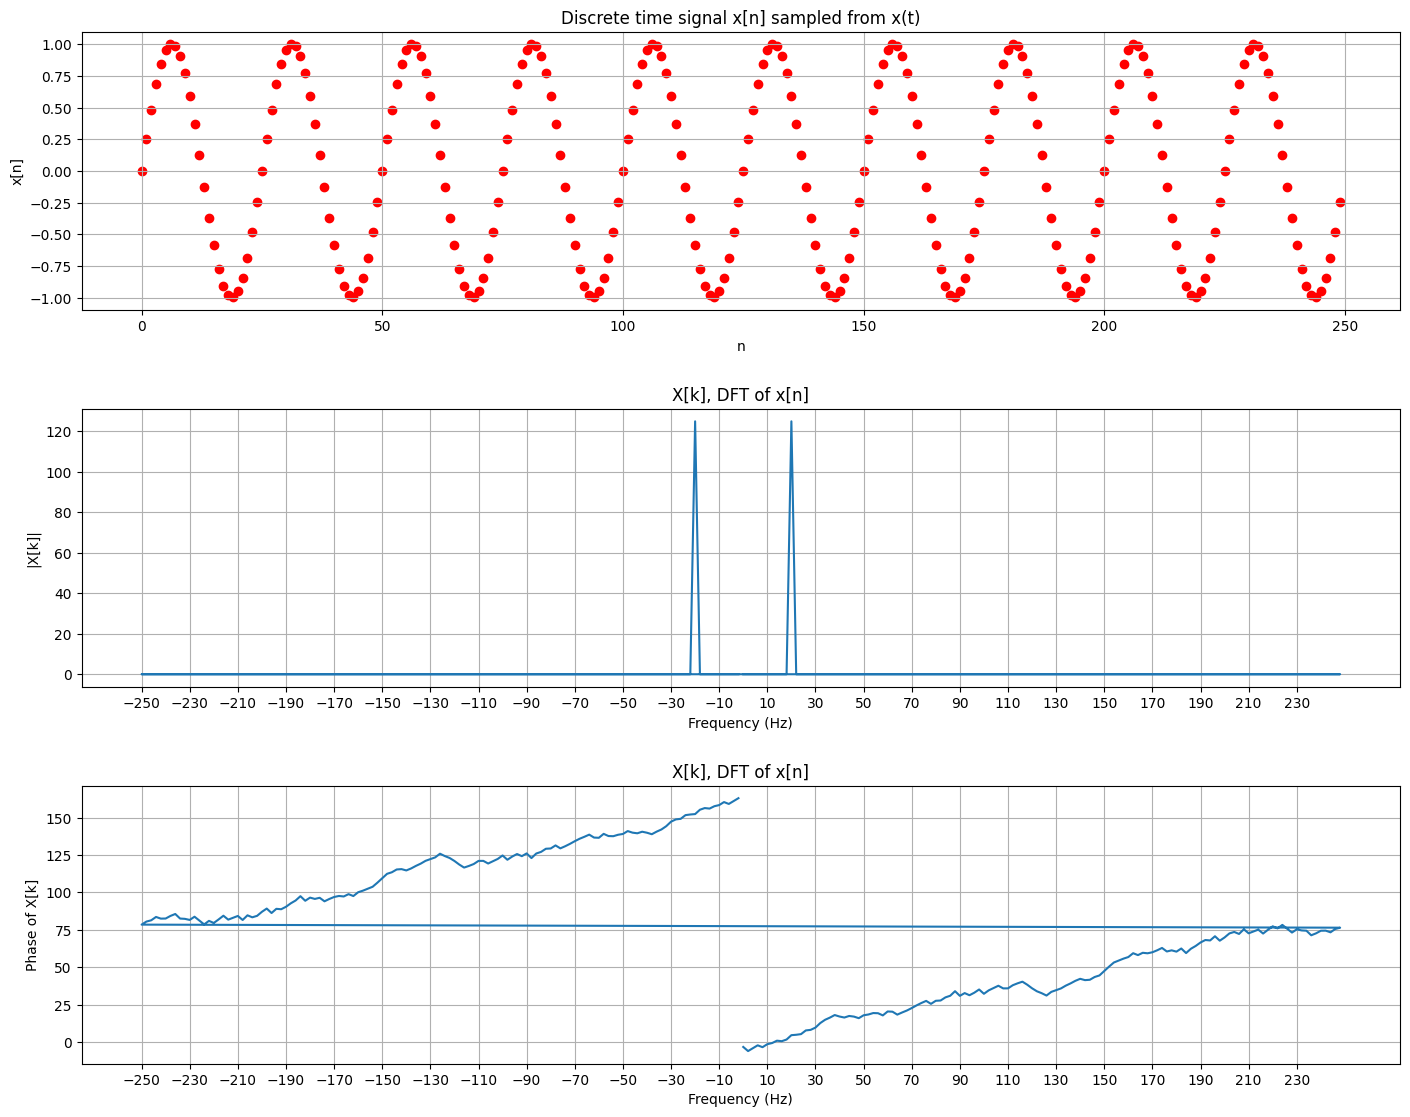 Discrete time signal x[n] sampled from x(t)
1.00
0.75
0.50
0.25
0.00
−0.25
−0.50
−0.75
−1.00
x[n]
0 50 100 150 200 250
n
X[k], DFT of x[n]
120
100
80
60
40
20
0
|X[k]|
−250 −230 −210 −190 −170 −150 −130 −110 −90 −70 −50 −30 −10 10 30 50 70 90 110 130 150 170 190 210 230
Frequency (Hz)
X[k], DFT of x[n]
150
125
100
75
50
25
0
Phase of X[k]
−250 −230 −210 −190 −170 −150 −130 −110 −90 −70 −50 −30 −10 10 30 50 70 90 110 130 150 170 190 210 230
Frequency (Hz)